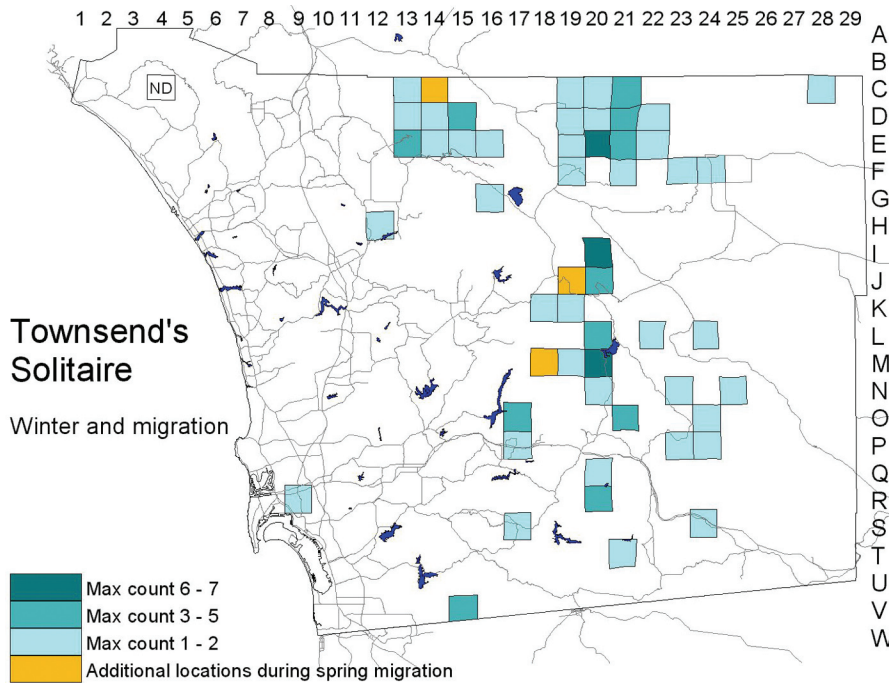 1 2 3 4 5 6 7 8 9 10 11 12 13 14 15 16 17 18 19 20 21 22 23 24 25 26 27 28 29
A
B
C
D
E
F
G
H
I
J
K
L
M
N
O
P
Q
R
S
T
U
V
W
ND
Townsend's
Solitaire
Winter and migration
Max count 6 - 7
Max count 3 - 5
Max count 1 - 2
Additional locations during spring migration